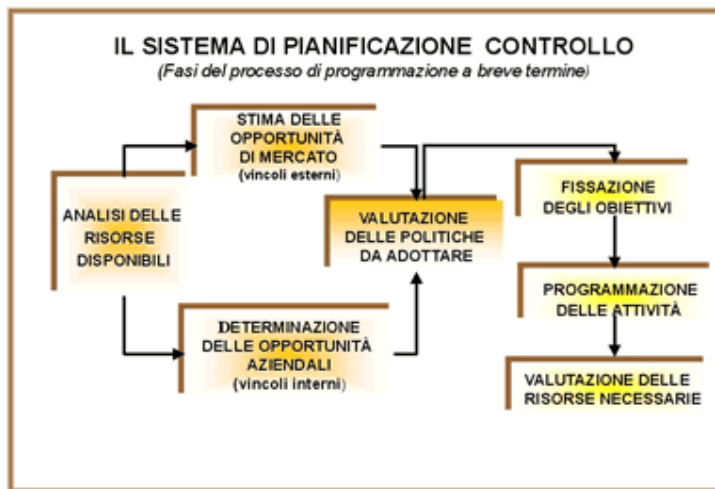 IL SISTEMA DI PIANIFICAZIONE CONTROLLO
(Fasi del processo di programmazione a breve termine)
STIMA DELLE
OPPORTUNITÀ
DI MERCATO
(vincoli esterni)
ANALISI DELLE
RISORSE
DISPONIBILI
VALUTAZIONE
DELLE POLITICHE
DA ADOTTARE
DETERMINAZIONE
DELLE OPPORTUNITÀ
AZIENDALI
(vincoli interni)
FISSAZIONE
DEGLI OBIETTIVI
PROGRAMMAZIONE
DELLE ATTIVITÀ
VALUTAZIONE DELLE
RISORSE NECESSARIE